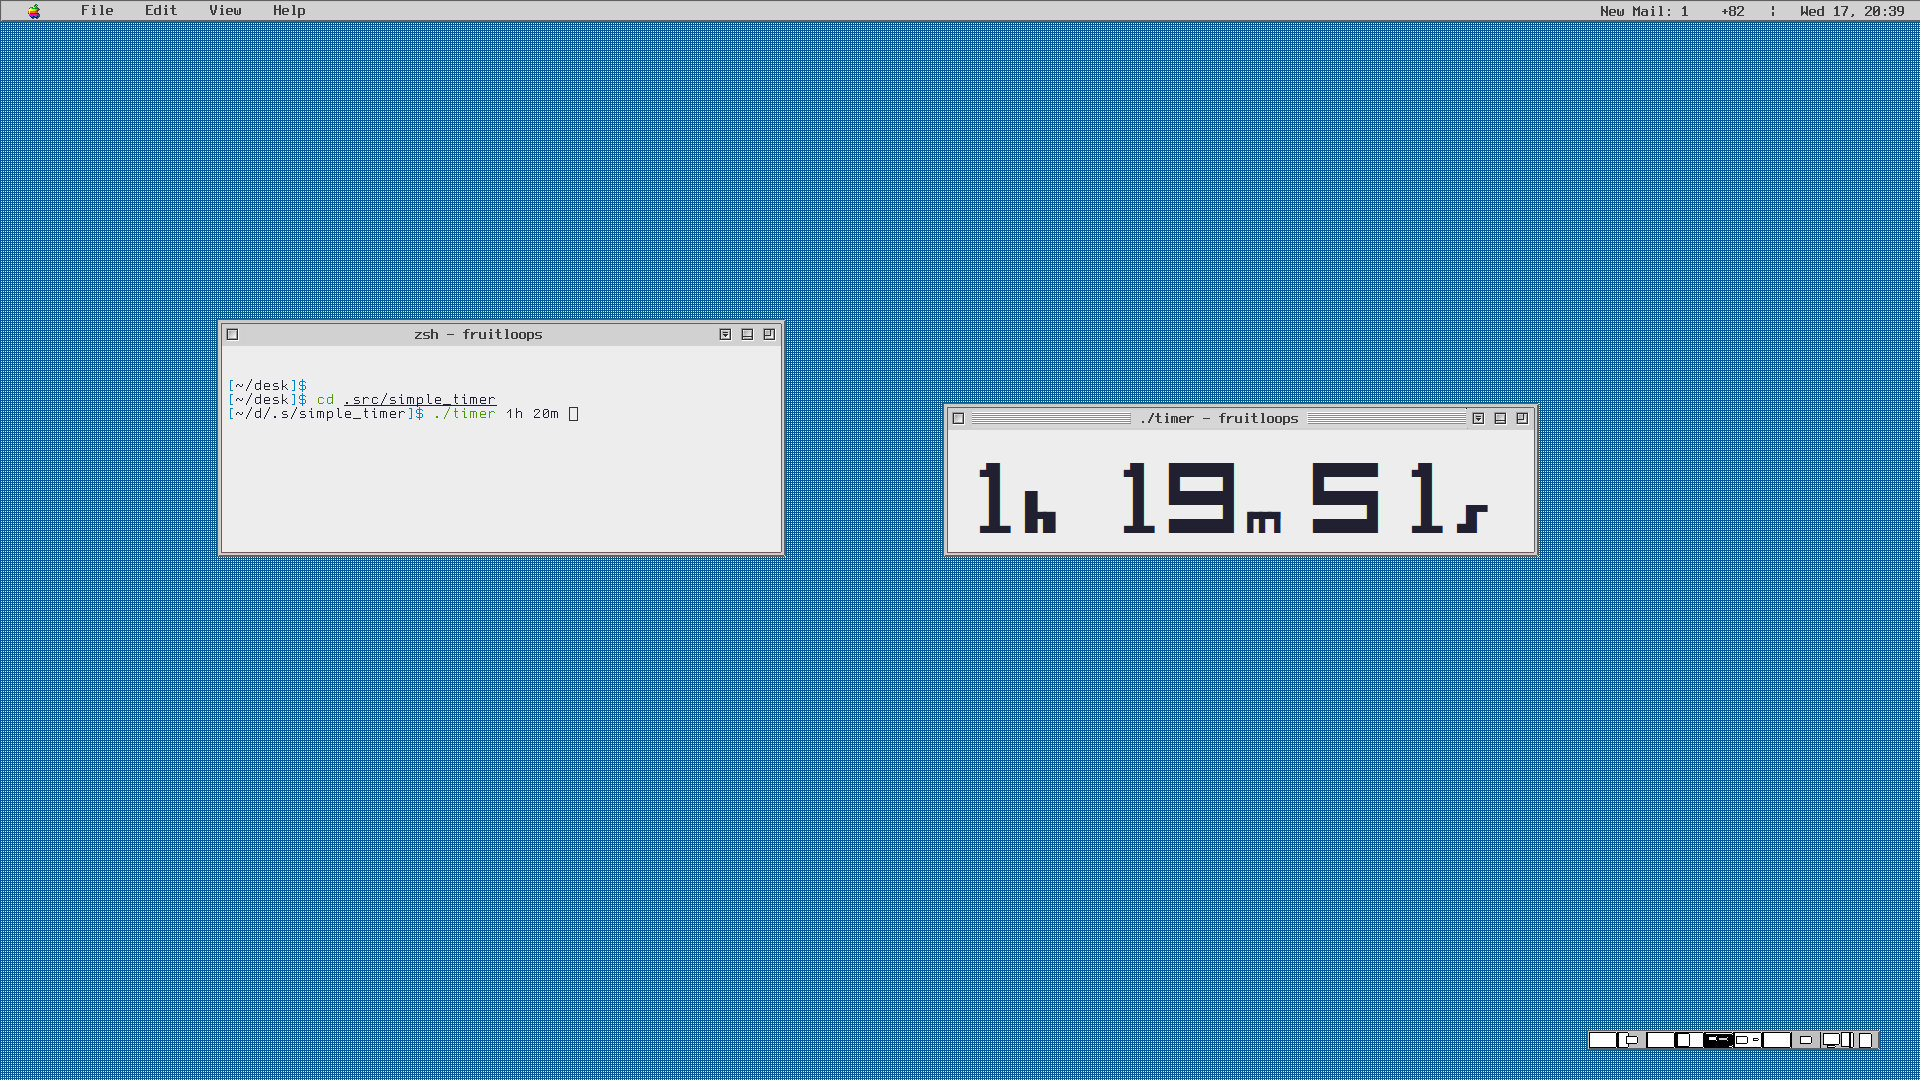 File Edit View Help
New Mail: 1 +82 ¦ Wed 17, 20:39
zsh - fruitloops
[~/desk]$
[~/desk]$ cd .src/simple_timer
[~/d/.s/simple_timer]$ ./timer 1h 20m
./timer - fruitloops
1h 19m 51s